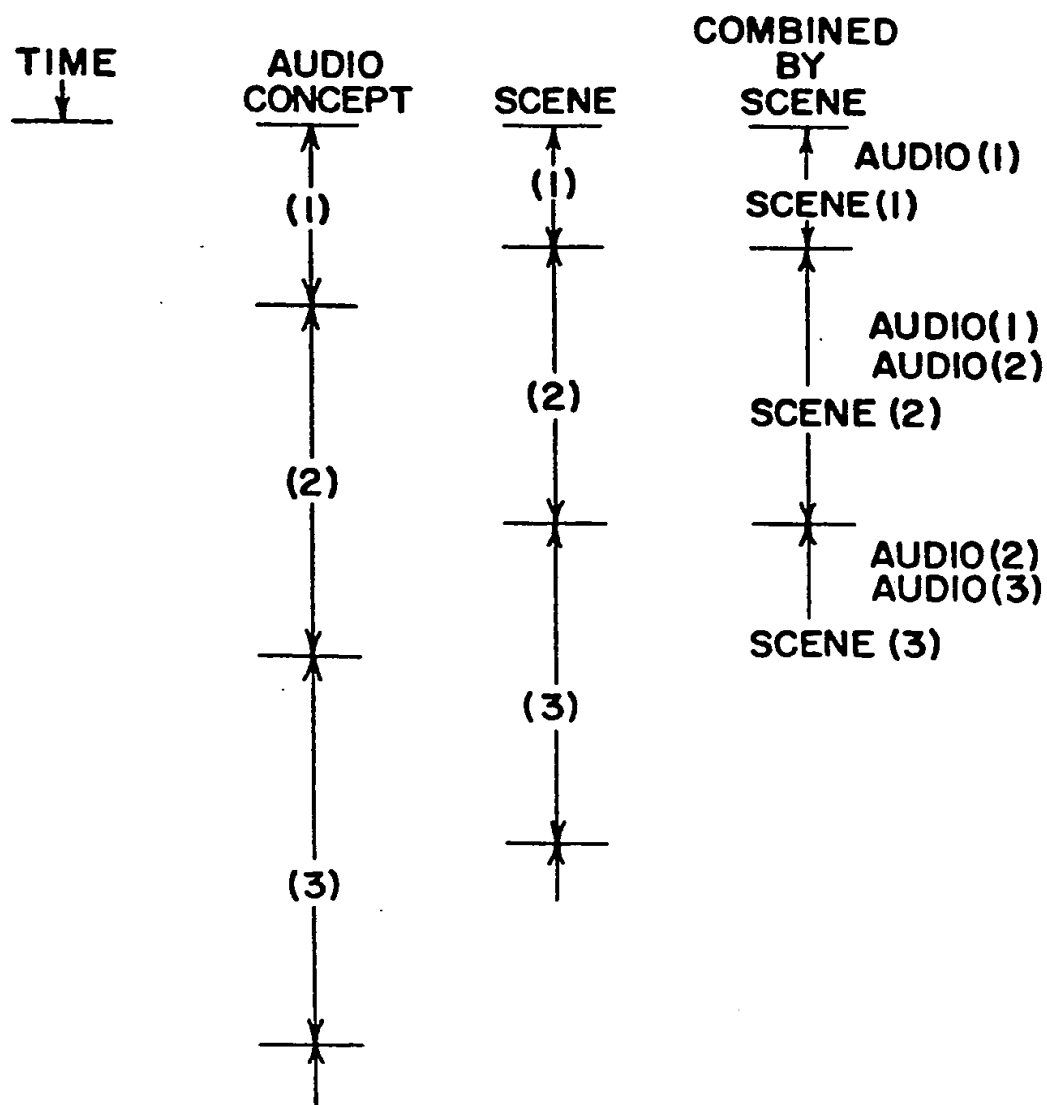 TIME
AUDIO
CONCEPT
(1)
(2)
(3)
SCENE
(1)
(2)
(3)
COMBINED
BY
SCENE
AUDIO(1)
SCENE(1)
AUDIO(1)
AUDIO(2)
SCENE (2)
AUDIO(2)
AUDIO(3)
SCENE (3)